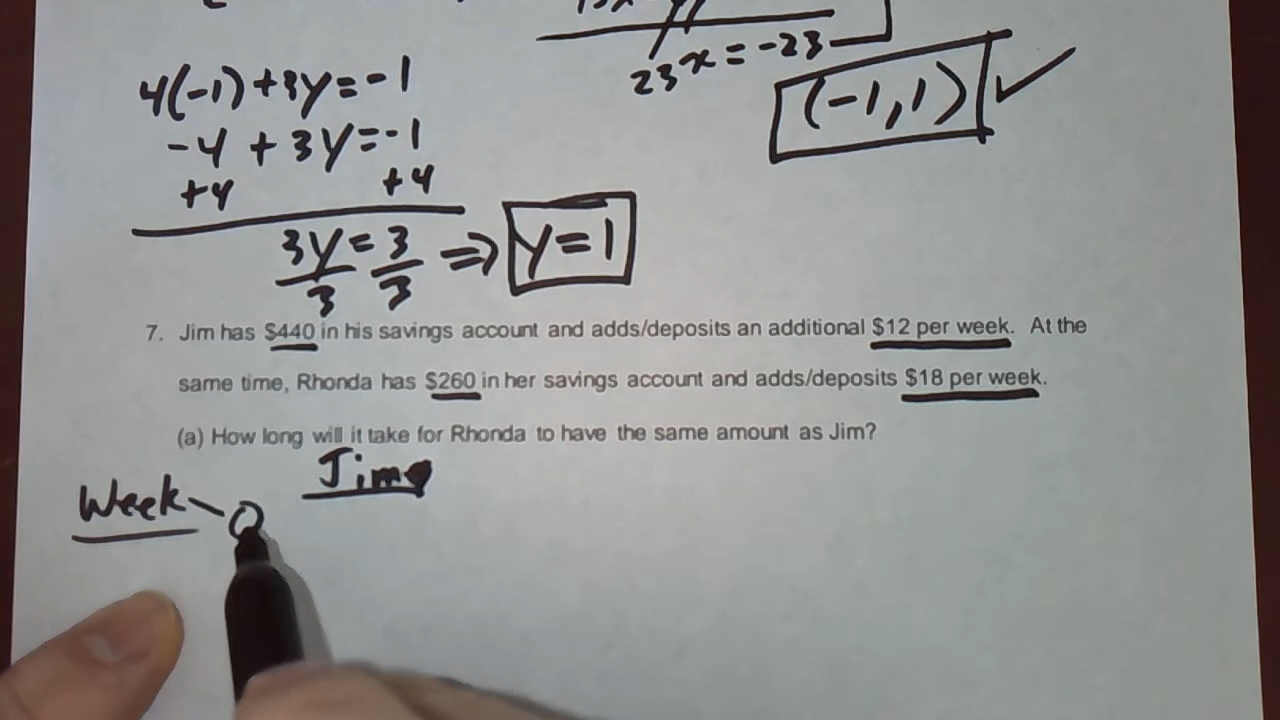 23x = -23
(-1, 1) ✓
4(-1) + 3y = -1
-4 + 3y = -1
+4 +4
3y = 3 ⇒ y = 1
3 3
7. Jim has $440 in his savings account and adds/deposits an additional $12 per week. At the
same time, Rhonda has $260 in her savings account and adds/deposits $18 per week.
(a) How long will it take for Rhonda to have the same amount as Jim?
Jim
Week - 0